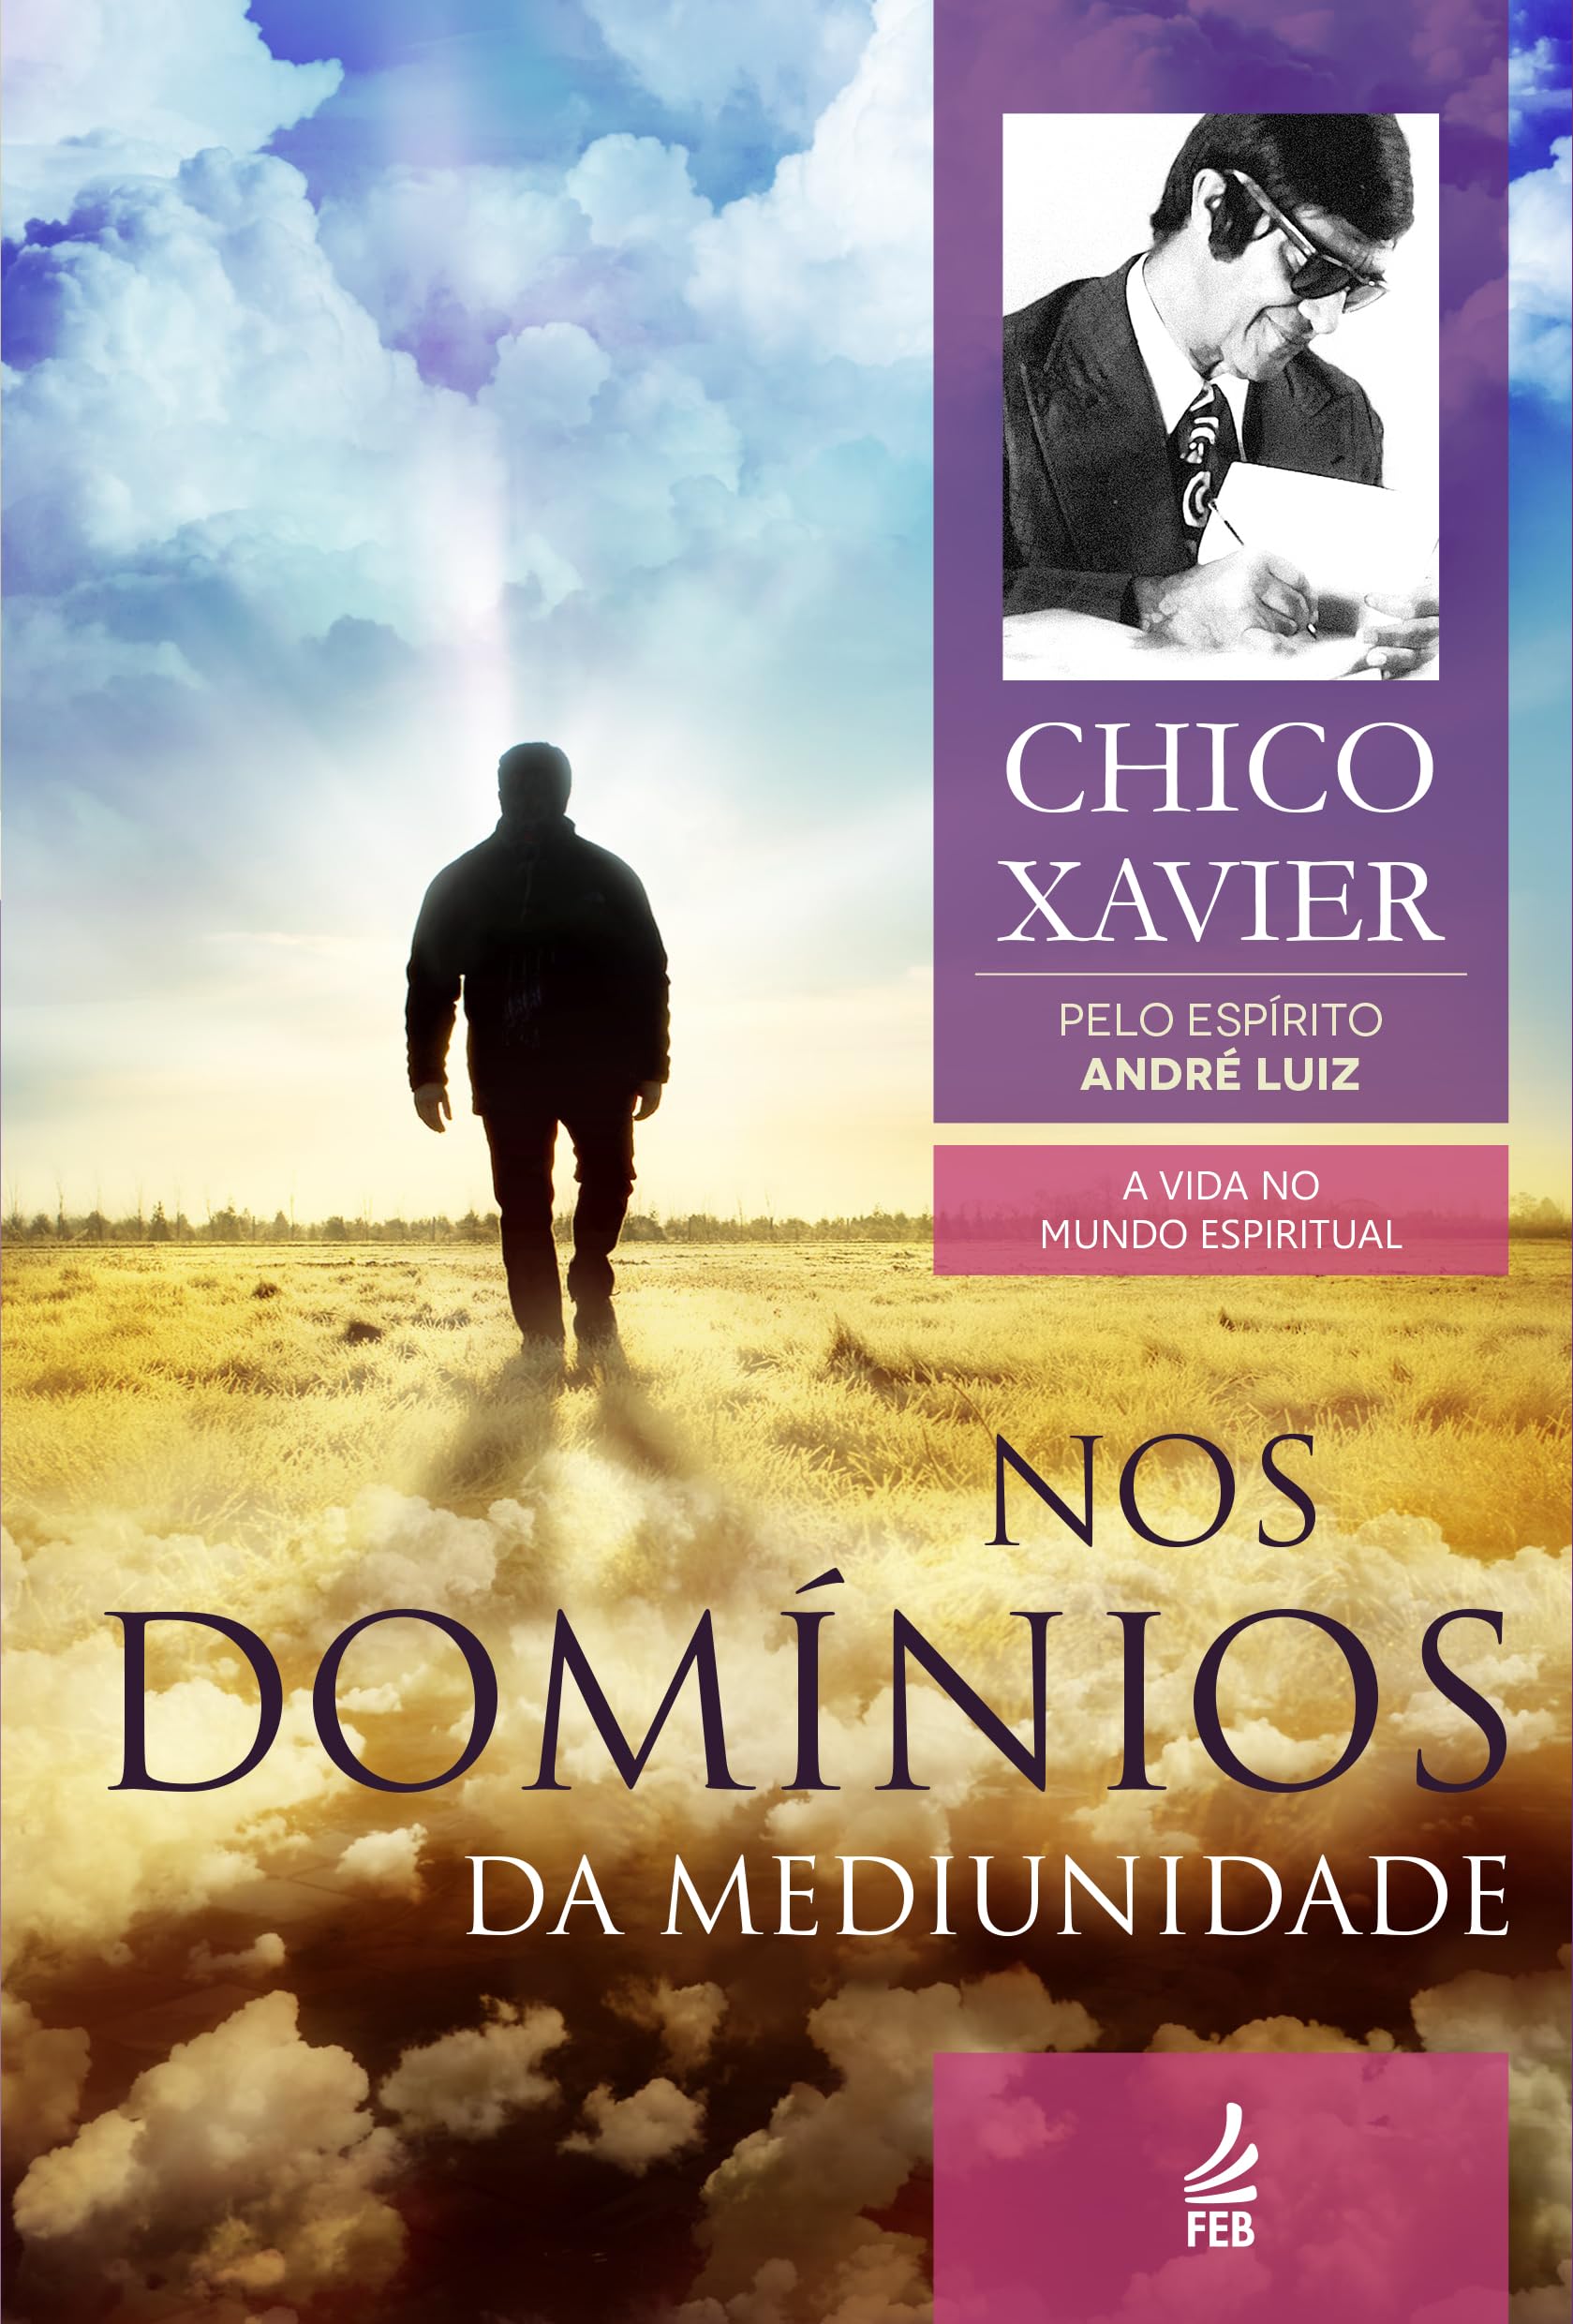 CHICO
XAVIER
PELO ESPÍRITO
ANDRÉ LUIZ
A VIDA NO
MUNDO ESPIRITUAL
NOS
DOMÍNIOS
DA MEDIUNIDADE
FEB